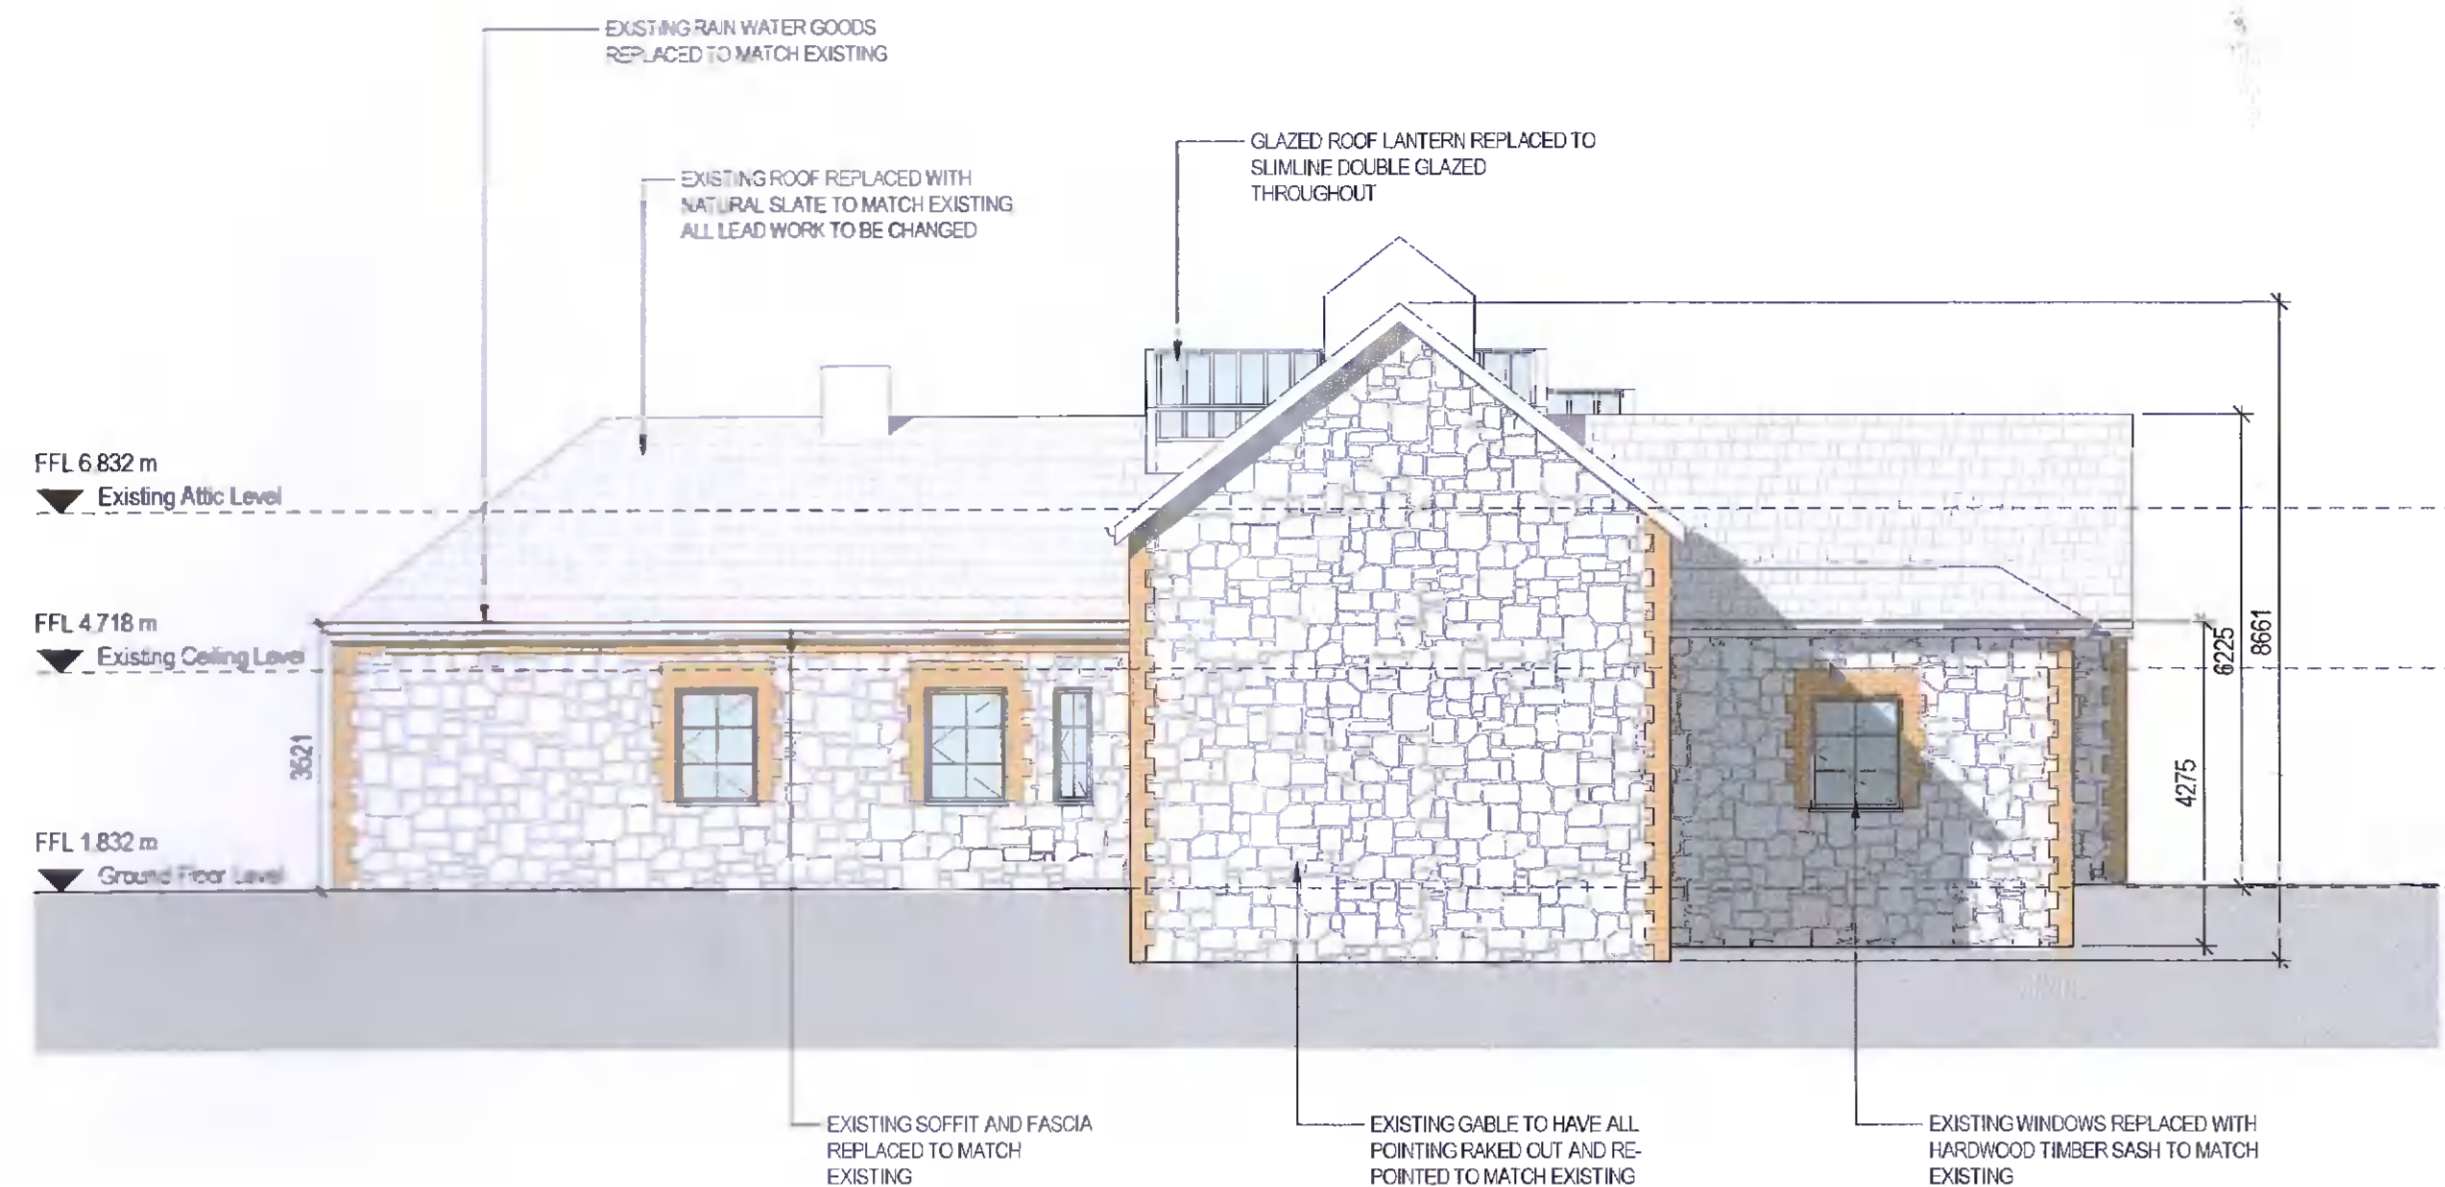 EXISTING RAIN WATER GOODS
REPLACED TO MATCH EXISTING
GLAZED ROOF LANTERN REPLACED TO
SLIMLINE DOUBLE GLAZED
THROUGHOUT
EXISTING ROOF REPLACED WITH
NATURAL SLATE TO MATCH EXISTING
ALL LEAD WORK TO BE CHANGED
FFL 6.832 m
Existing Attic Level
FFL 4.718 m
Existing Ceiling Level
3521
6225
8661
4275
FFL 1.832 m
Ground Floor Level
EXISTING SOFFIT AND FASCIA
REPLACED TO MATCH
EXISTING
EXISTING GABLE TO HAVE ALL
POINTING RAKED OUT AND RE-
POINTED TO MATCH EXISTING
EXISTING WINDOWS REPLACED WITH
HARDWOOD TIMBER SASH TO MATCH
EXISTING